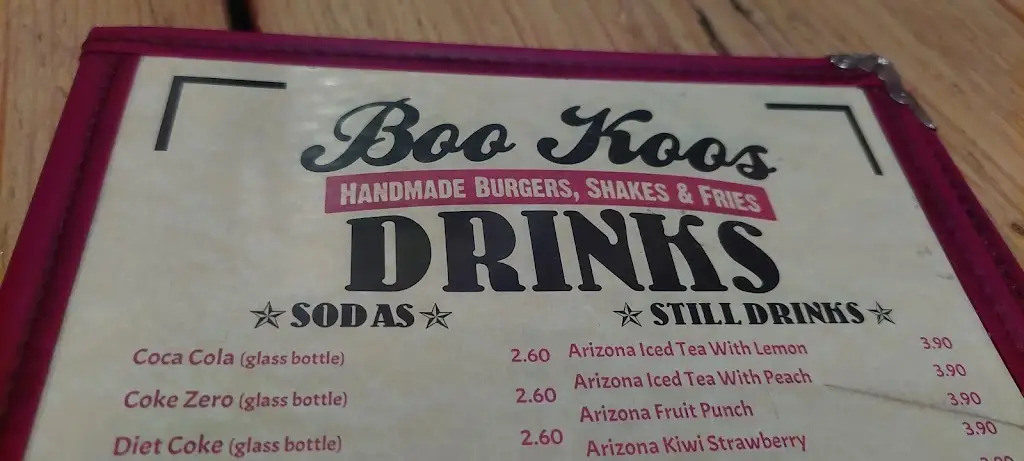 Boo Koos
HANDMADE BURGERS, SHAKES & FRIES
DRINKS
SODAS
Coca Cola (glass bottle) 2.60
Coke Zero (glass bottle) 2.60
Diet Coke (glass bottle) 2.60
STILL DRINKS
Arizona Iced Tea With Lemon 3.90
Arizona Iced Tea With Peach 3.90
Arizona Fruit Punch 3.90
Arizona Kiwi Strawberry 3.90